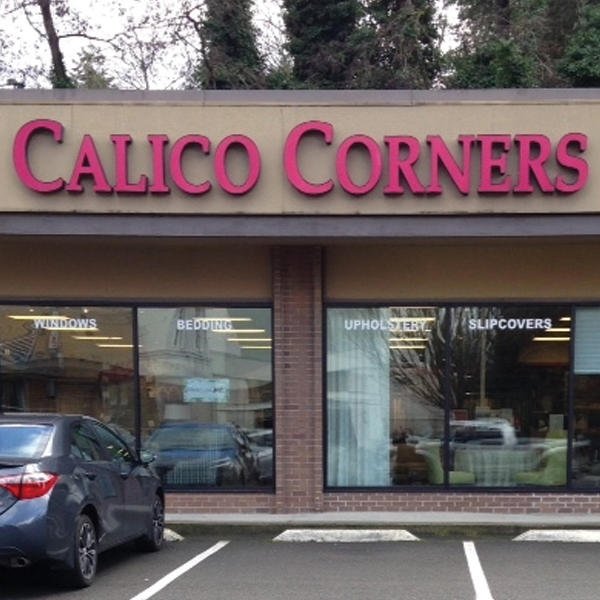 CALICO CORNERS
WINDOWS
BEDDING
UPHOLSTERY
SLIPCOVERS